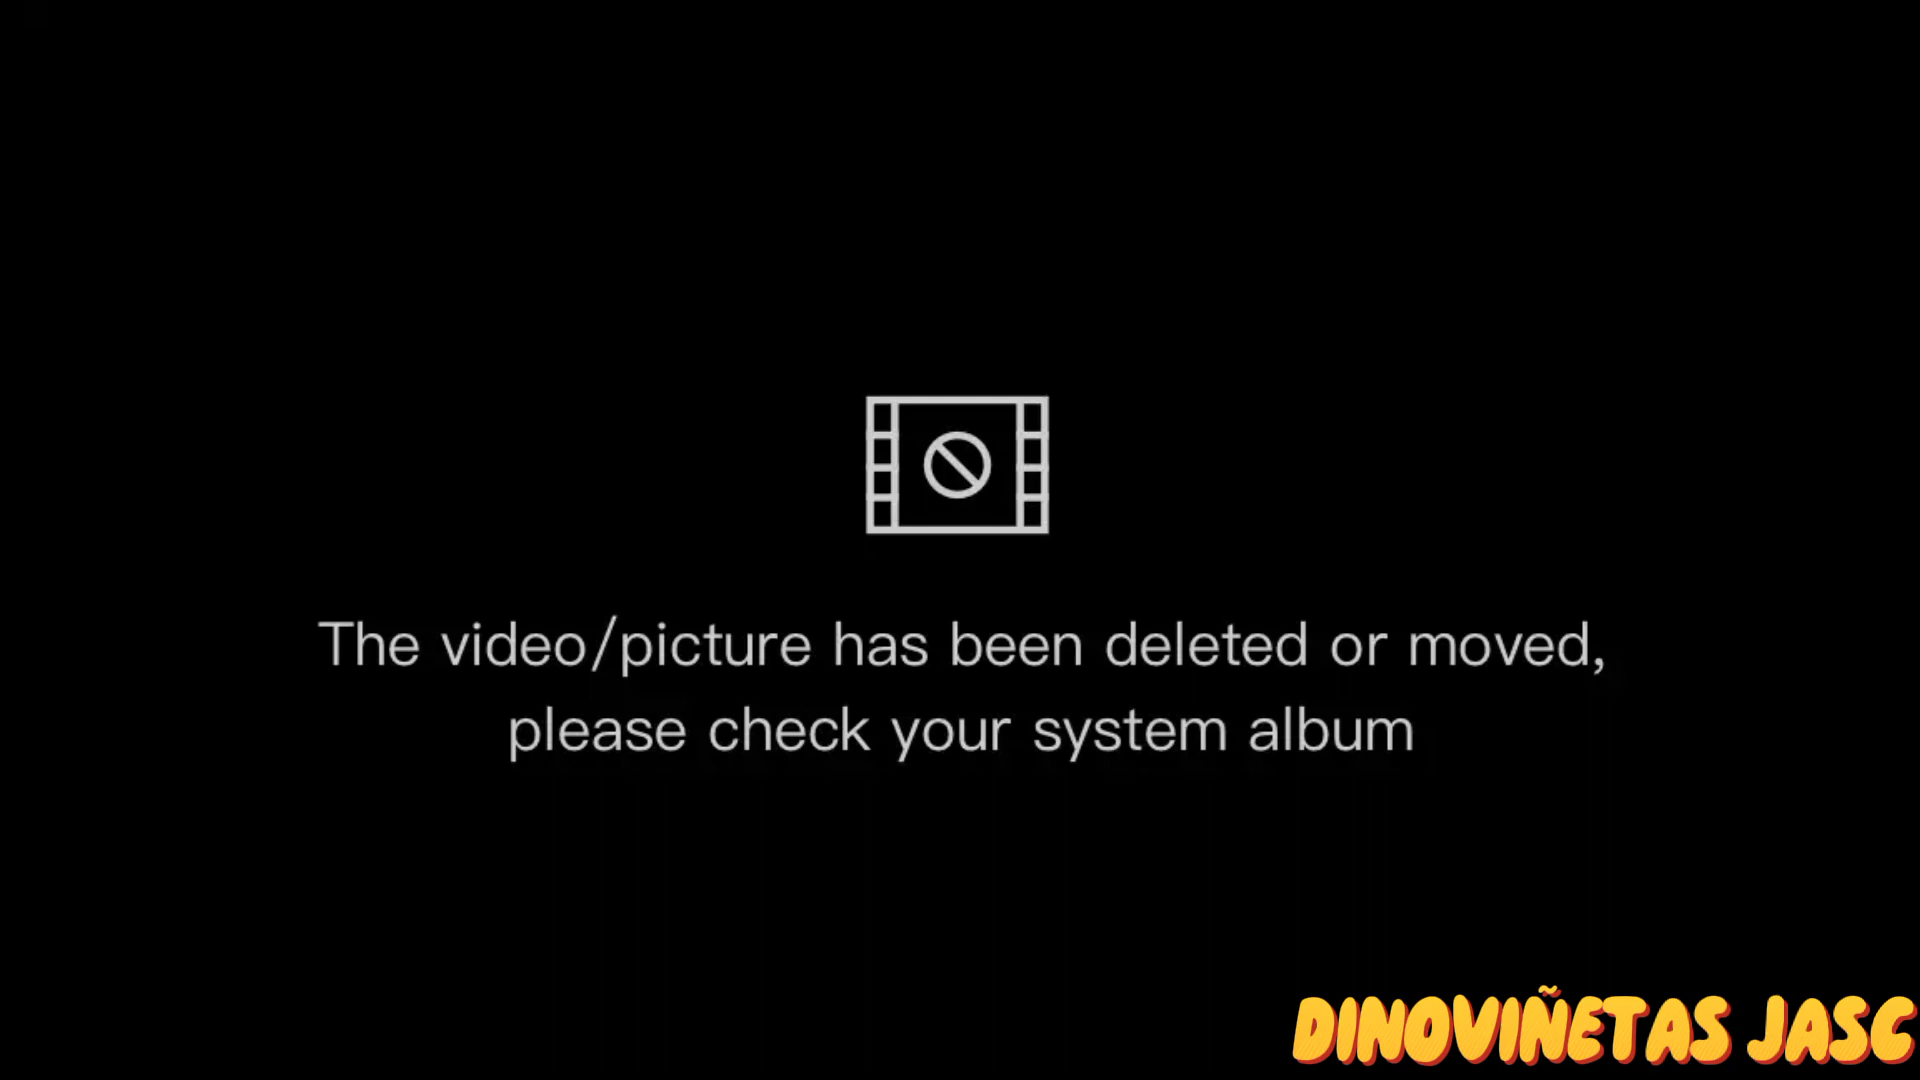 The video/picture has been deleted or moved,
please check your system album
DINOVIÑETAS JASC